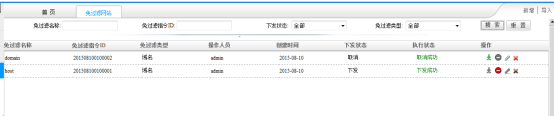 首页 免过滤网站 新增 导入
免过滤名称: 免过滤指令ID: 下发状态: 全部 免过滤类型: 全部 搜索 重置
免过滤名称 免过滤指令ID 免过滤类型 操作人员 创建时间 下发状态 执行状态 操作
domain 201508100100002 域名 admin 2015-08-10 取消 取消成功
host 201508100100001 域名 admin 2015-08-10 下发 下发成功